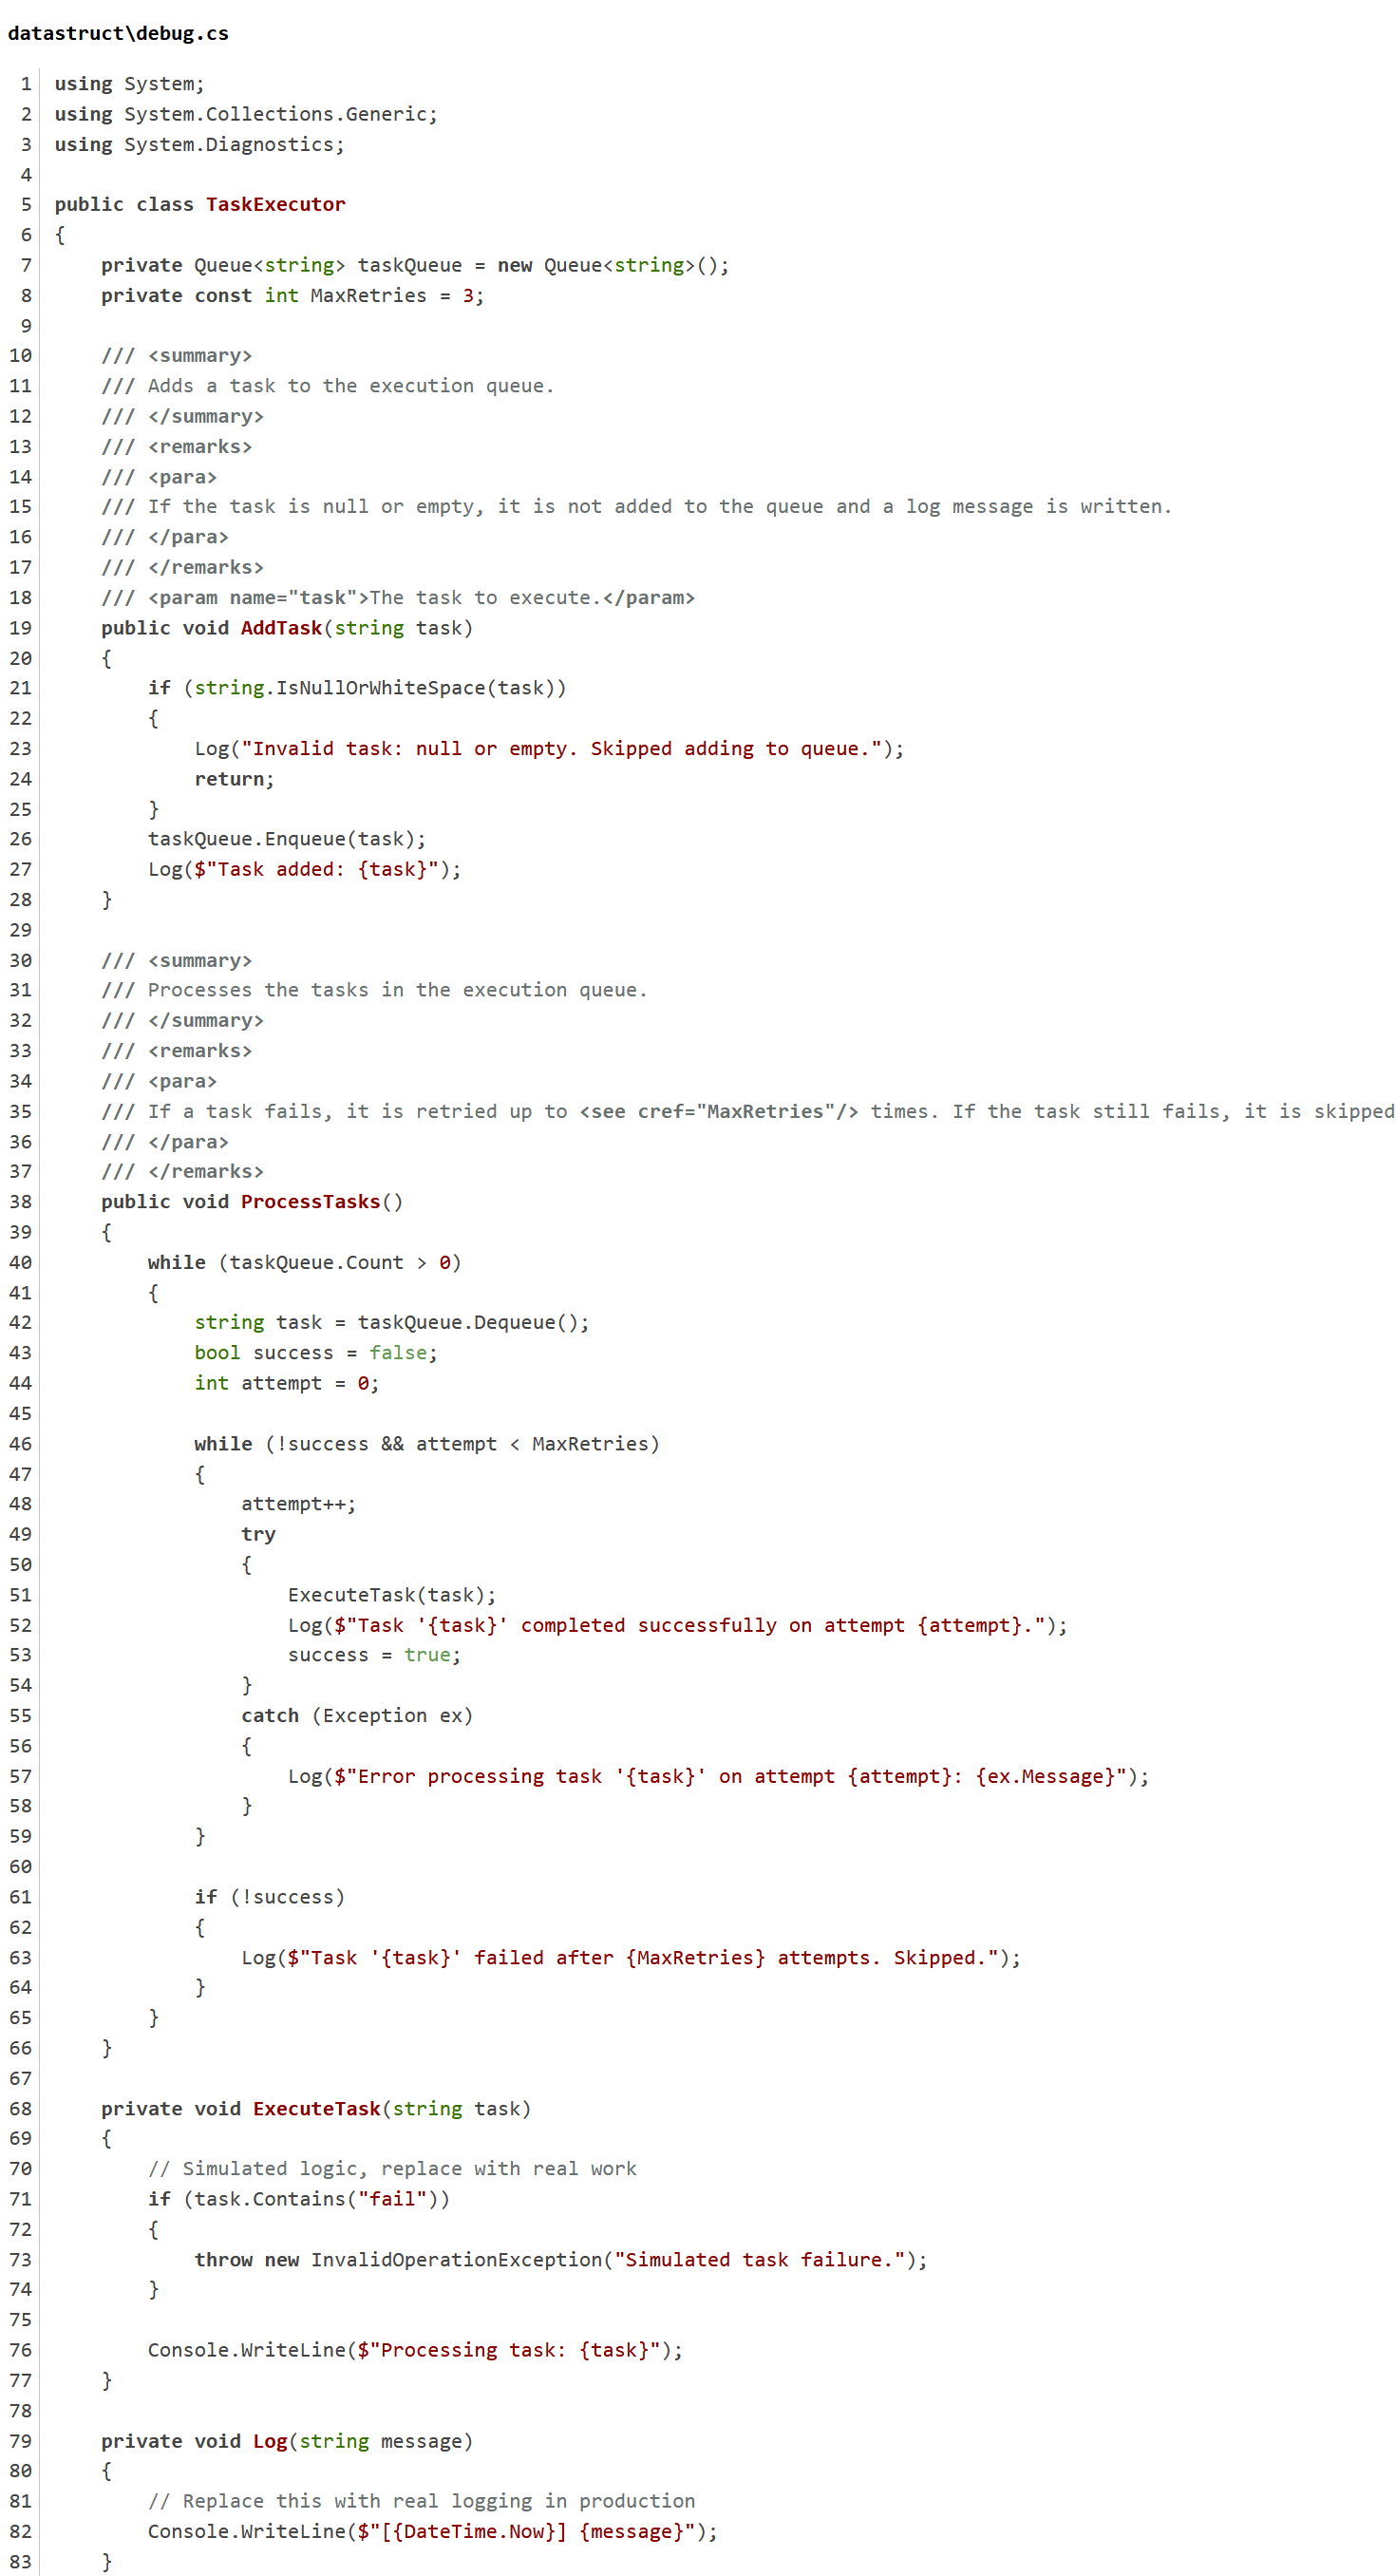 datastruct\debug.cs
1 using System;
2 using System.Collections.Generic;
3 using System.Diagnostics;
4
5 public class TaskExecutor
6 {
7     private Queue<string> taskQueue = new Queue<string>();
8     private const int MaxRetries = 3;
9
10     /// <summary>
11     /// Adds a task to the execution queue.
12     /// </summary>
13     /// <remarks>
14     /// <para>
15     /// If the task is null or empty, it is not added to the queue and a log message is written.
16     /// </para>
17     /// </remarks>
18     /// <param name="task">The task to execute.</param>
19     public void AddTask(string task)
20     {
21         if (string.IsNullOrWhiteSpace(task))
22         {
23             Log("Invalid task: null or empty. Skipped adding to queue.");
24             return;
25         }
26         taskQueue.Enqueue(task);
27         Log($"Task added: {task}");
28     }
29
30     /// <summary>
31     /// Processes the tasks in the execution queue.
32     /// </summary>
33     /// <remarks>
34     /// <para>
35     /// If a task fails, it is retried up to <see cref="MaxRetries"/> times. If the task still fails, it is skipped
36     /// </para>
37     /// </remarks>
38     public void ProcessTasks()
39     {
40         while (taskQueue.Count > 0)
41         {
42             string task = taskQueue.Dequeue();
43             bool success = false;
44             int attempt = 0;
45
46             while (!success && attempt < MaxRetries)
47             {
48                 attempt++;
49                 try
50                 {
51                     ExecuteTask(task);
52                     Log($"Task '{task}' completed successfully on attempt {attempt}.");
53                     success = true;
54                 }
55                 catch (Exception ex)
56                 {
57                     Log($"Error processing task '{task}' on attempt {attempt}: {ex.Message}");
58                 }
59             }
60
61             if (!success)
62             {
63                 Log($"Task '{task}' failed after {MaxRetries} attempts. Skipped.");
64             }
65         }
66     }
67
68     private void ExecuteTask(string task)
69     {
70         // Simulated logic, replace with real work
71         if (task.Contains("fail"))
72         {
73             throw new InvalidOperationException("Simulated task failure.");
74         }
75
76         Console.WriteLine($"Processing task: {task}");
77     }
78
79     private void Log(string message)
80     {
81         // Replace this with real logging in production
82         Console.WriteLine($"[{DateTime.Now}] {message}");
83     }